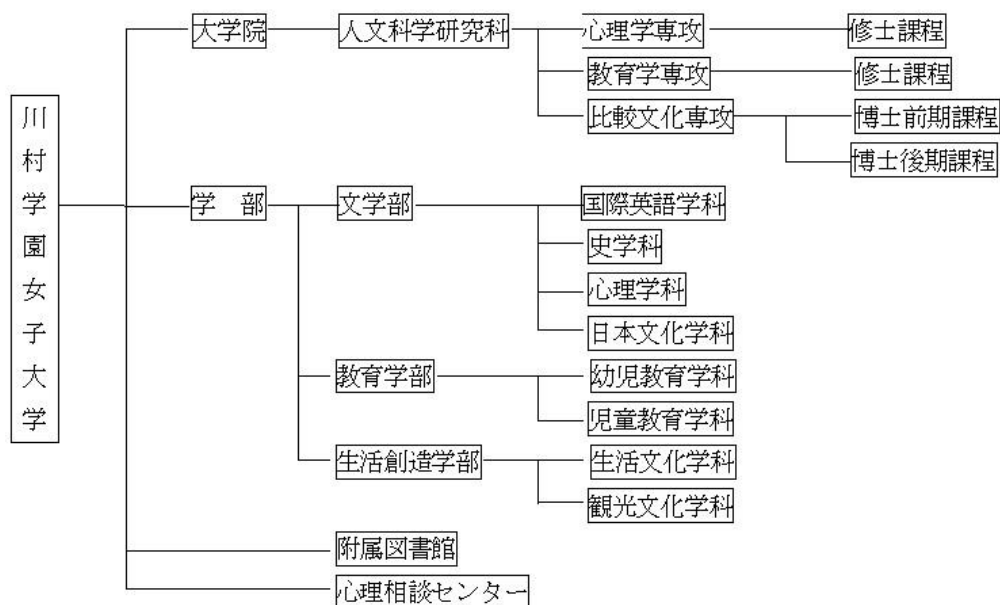 川村学園女子大学
大学院
人文科学研究科
心理学専攻
修士課程
教育学専攻
修士課程
比較文化専攻
博士前期課程
博士後期課程
学　部
文学部
国際英語学科
史学科
心理学科
日本文化学科
教育学部
幼児教育学科
児童教育学科
生活創造学部
生活文化学科
観光文化学科
附属図書館
心理相談センター